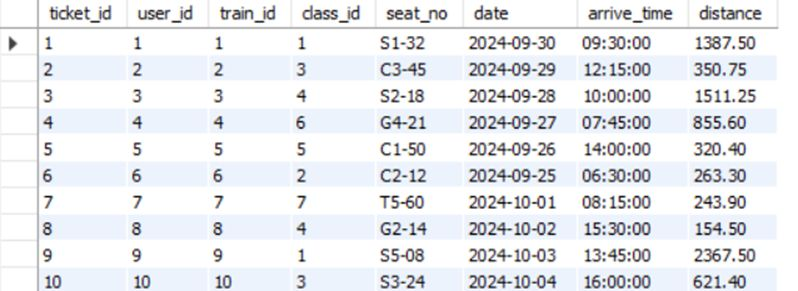 ticket_id user_id train_id class_id seat_no date arrive_time distance
1 1 1 1 S1-32 2024-09-30 09:30:00 1387.50
2 2 2 3 C3-45 2024-09-29 12:15:00 350.75
3 3 3 4 S2-18 2024-09-28 10:00:00 1511.25
4 4 4 6 G4-21 2024-09-27 07:45:00 855.60
5 5 5 5 C1-50 2024-09-26 14:00:00 320.40
6 6 6 2 C2-12 2024-09-25 06:30:00 263.30
7 7 7 7 T5-60 2024-10-01 08:15:00 243.90
8 8 8 4 G2-14 2024-10-02 15:30:00 154.50
9 9 9 1 S5-08 2024-10-03 13:45:00 2367.50
10 10 10 3 S3-24 2024-10-04 16:00:00 621.40